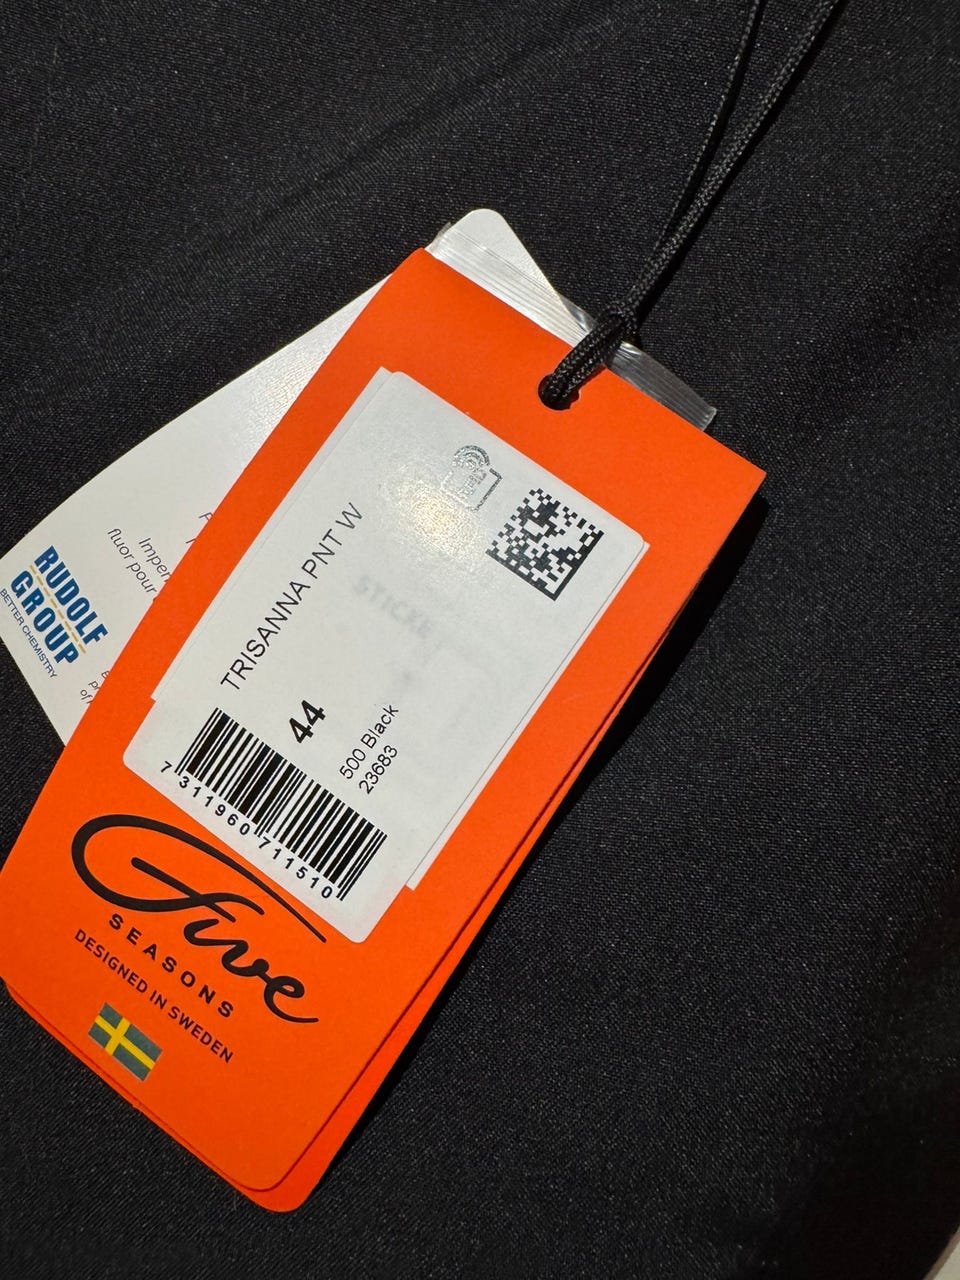 TRISANNA PNT W
44
500 Black
23683
7 311960 711510
Five
SEASONS
DESIGNED IN SWEDEN
RUDOLF
GROUP
BETTER CHEMISTRY
fluor pour